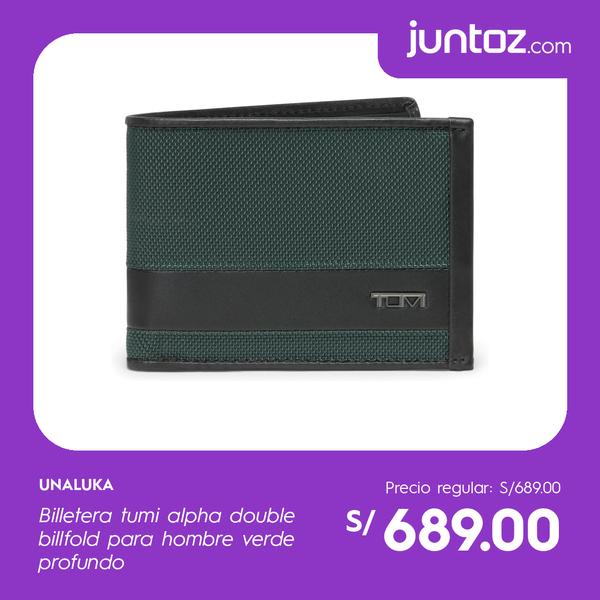 juntoz.com
TUMI
UNALUKA
Billetera tumi alpha double
billfold para hombre verde
profundo
Precio regular: S/689.00
S/ 689.00